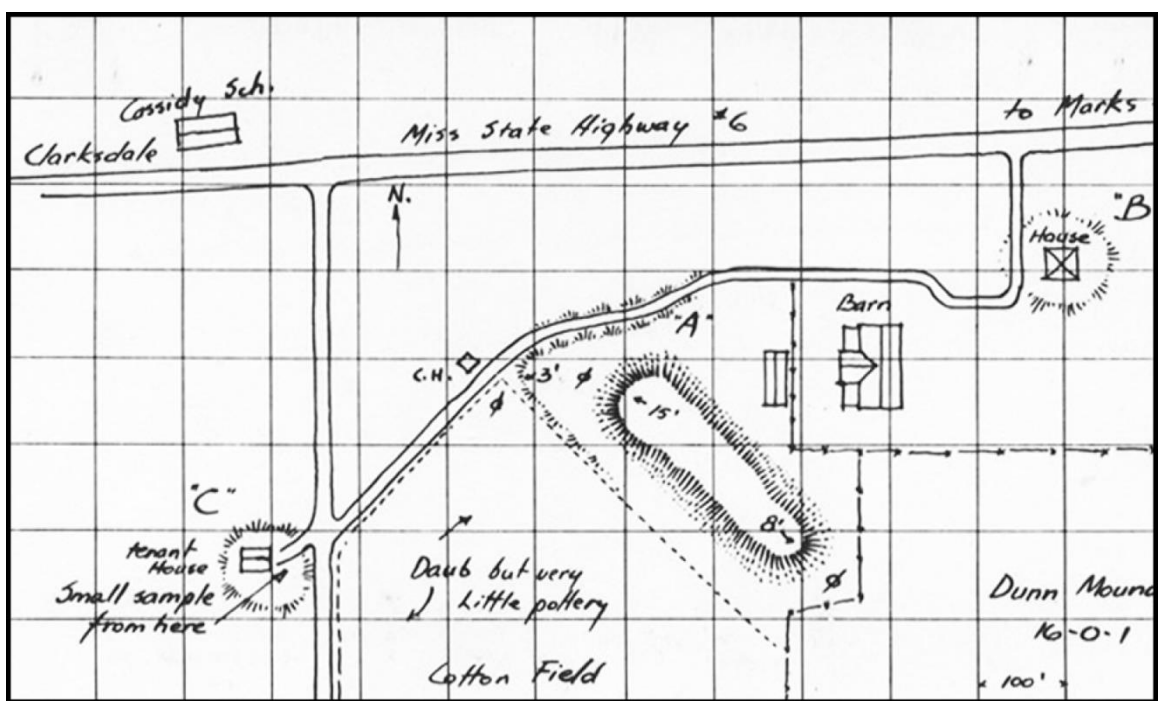 Cassidy Sch.
Clarksdale
Miss State Highway #6
to Marks
N.
"B
House
"A"
Barn
C.H.
3'
φ
φ
15'
"C"
tenant
House
8'
φ
Small sample
from here
Daub but very
Little pottery
Dunn Moun
16-O-1
Cotton Field
100'